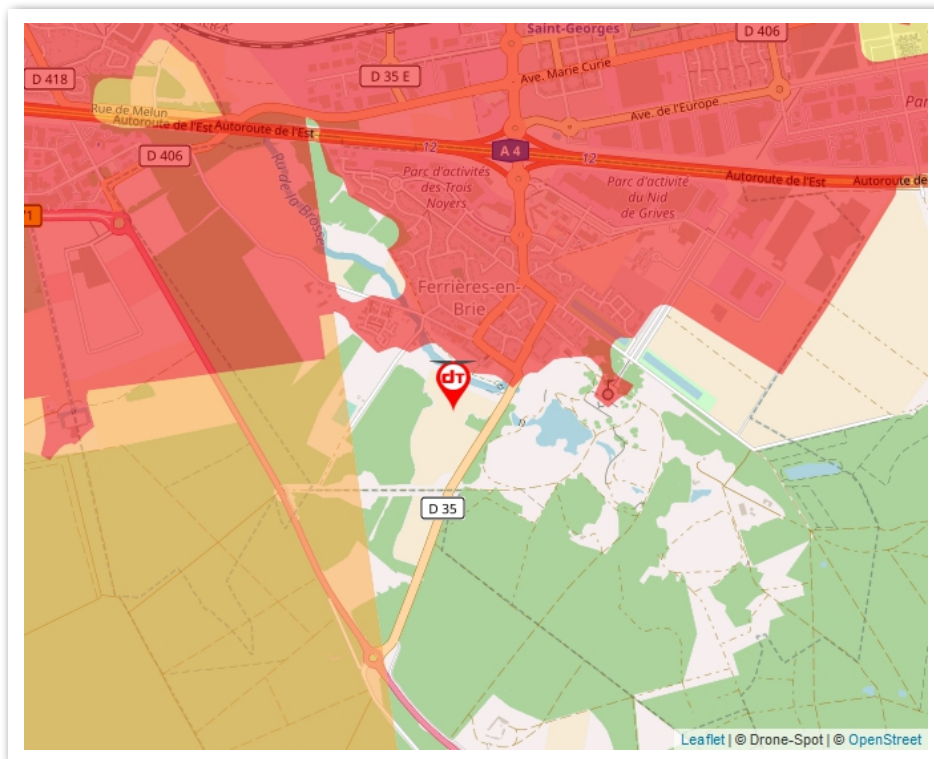 Saint-Georges
D 406
D 418
D 35 E
Ave. Marie Curie
Ave. de l'Europe
Rue de Melun
Autoroute de l'Est
Autoroute de l'Est
D 406
12
A 4
12
Autoroute de l'Est
Autoroute de
Ru de la Brosse
Parc d'activités
des Trois
Noyers
Parc d'activité
du Nid
de Grives
Ferrières-en-
Brie
dT
D 35
Leaflet | © Drone-Spot | © OpenStreet